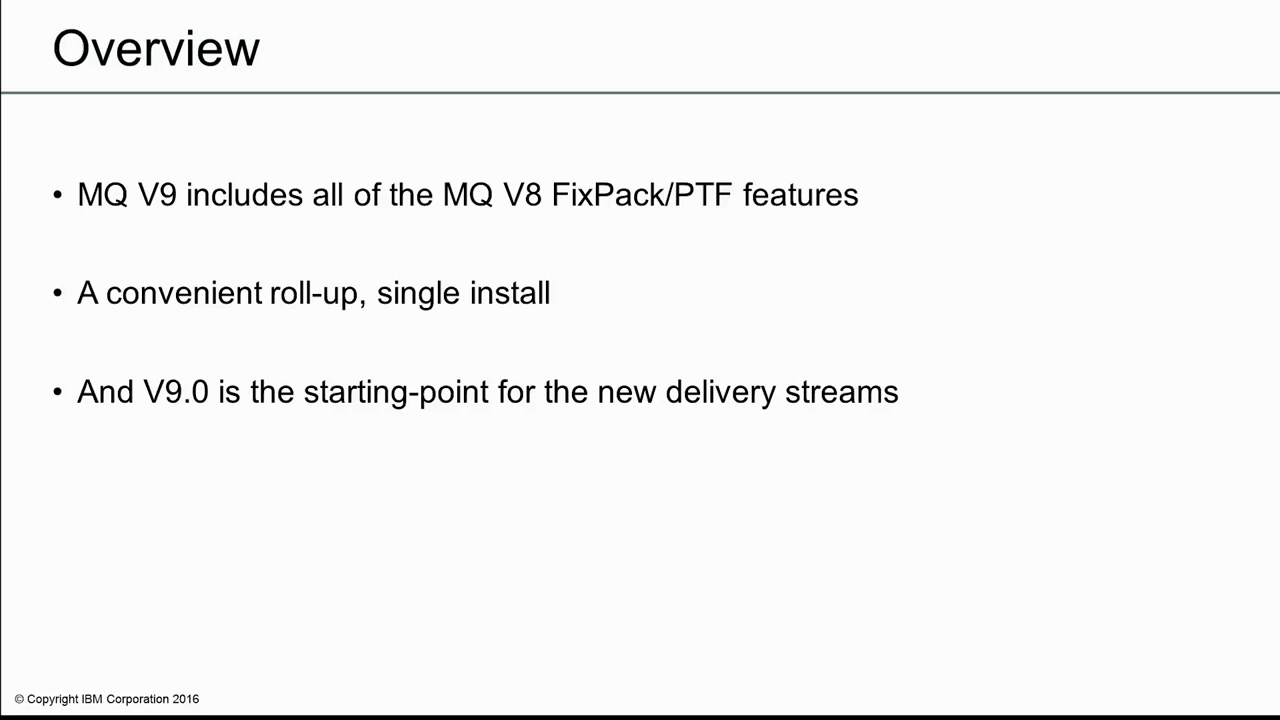 Overview
• MQ V9 includes all of the MQ V8 FixPack/PTF features
• A convenient roll-up, single install
• And V9.0 is the starting-point for the new delivery streams
© Copyright IBM Corporation 2016